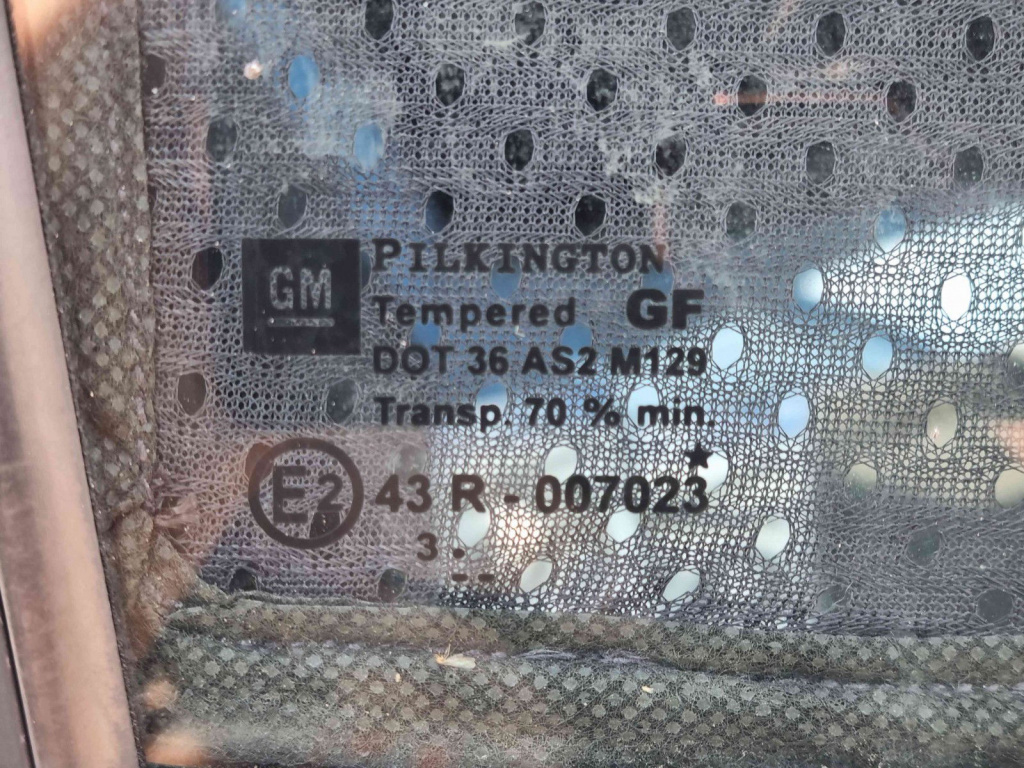 GM
PILKINGTON
Tempered GF
DOT 36 AS2 M129
Transp. 70 % min.
E2 43 R - 007023
3 .
- -